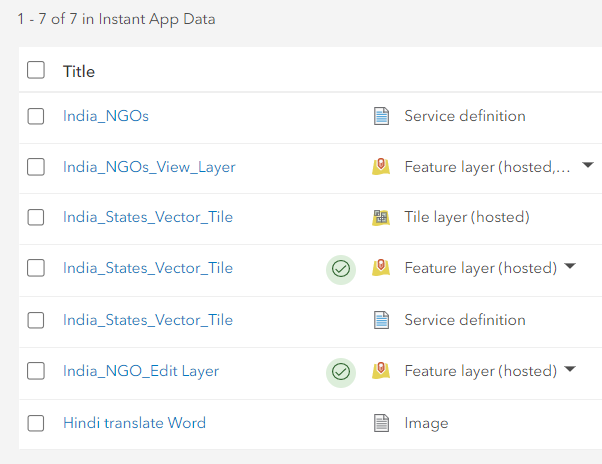 1 - 7 of 7 in Instant App Data
Title
India_NGOs Service definition
India_NGOs_View_Layer Feature layer (hosted,...
India_States_Vector_Tile Tile layer (hosted)
India_States_Vector_Tile Feature layer (hosted)
India_States_Vector_Tile Service definition
India_NGO_Edit Layer Feature layer (hosted)
Hindi translate Word Image